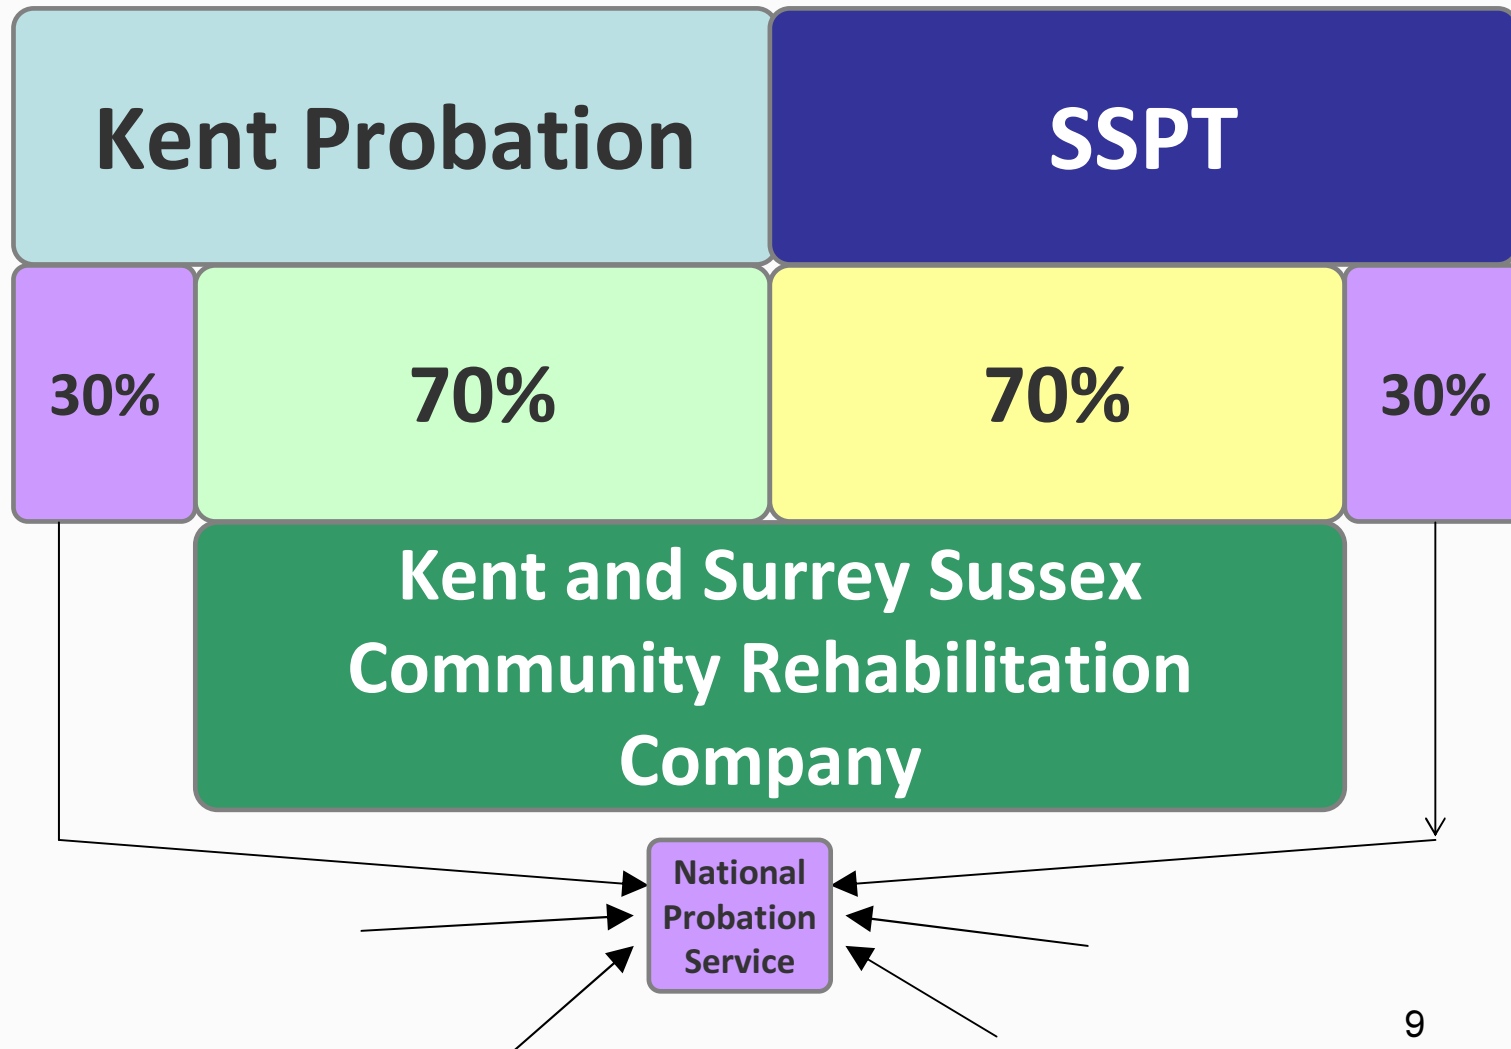 Kent Probation
SSPT
30%
70%
70%
30%
Kent and Surrey Sussex
Community Rehabilitation
Company
National
Probation
Service
9